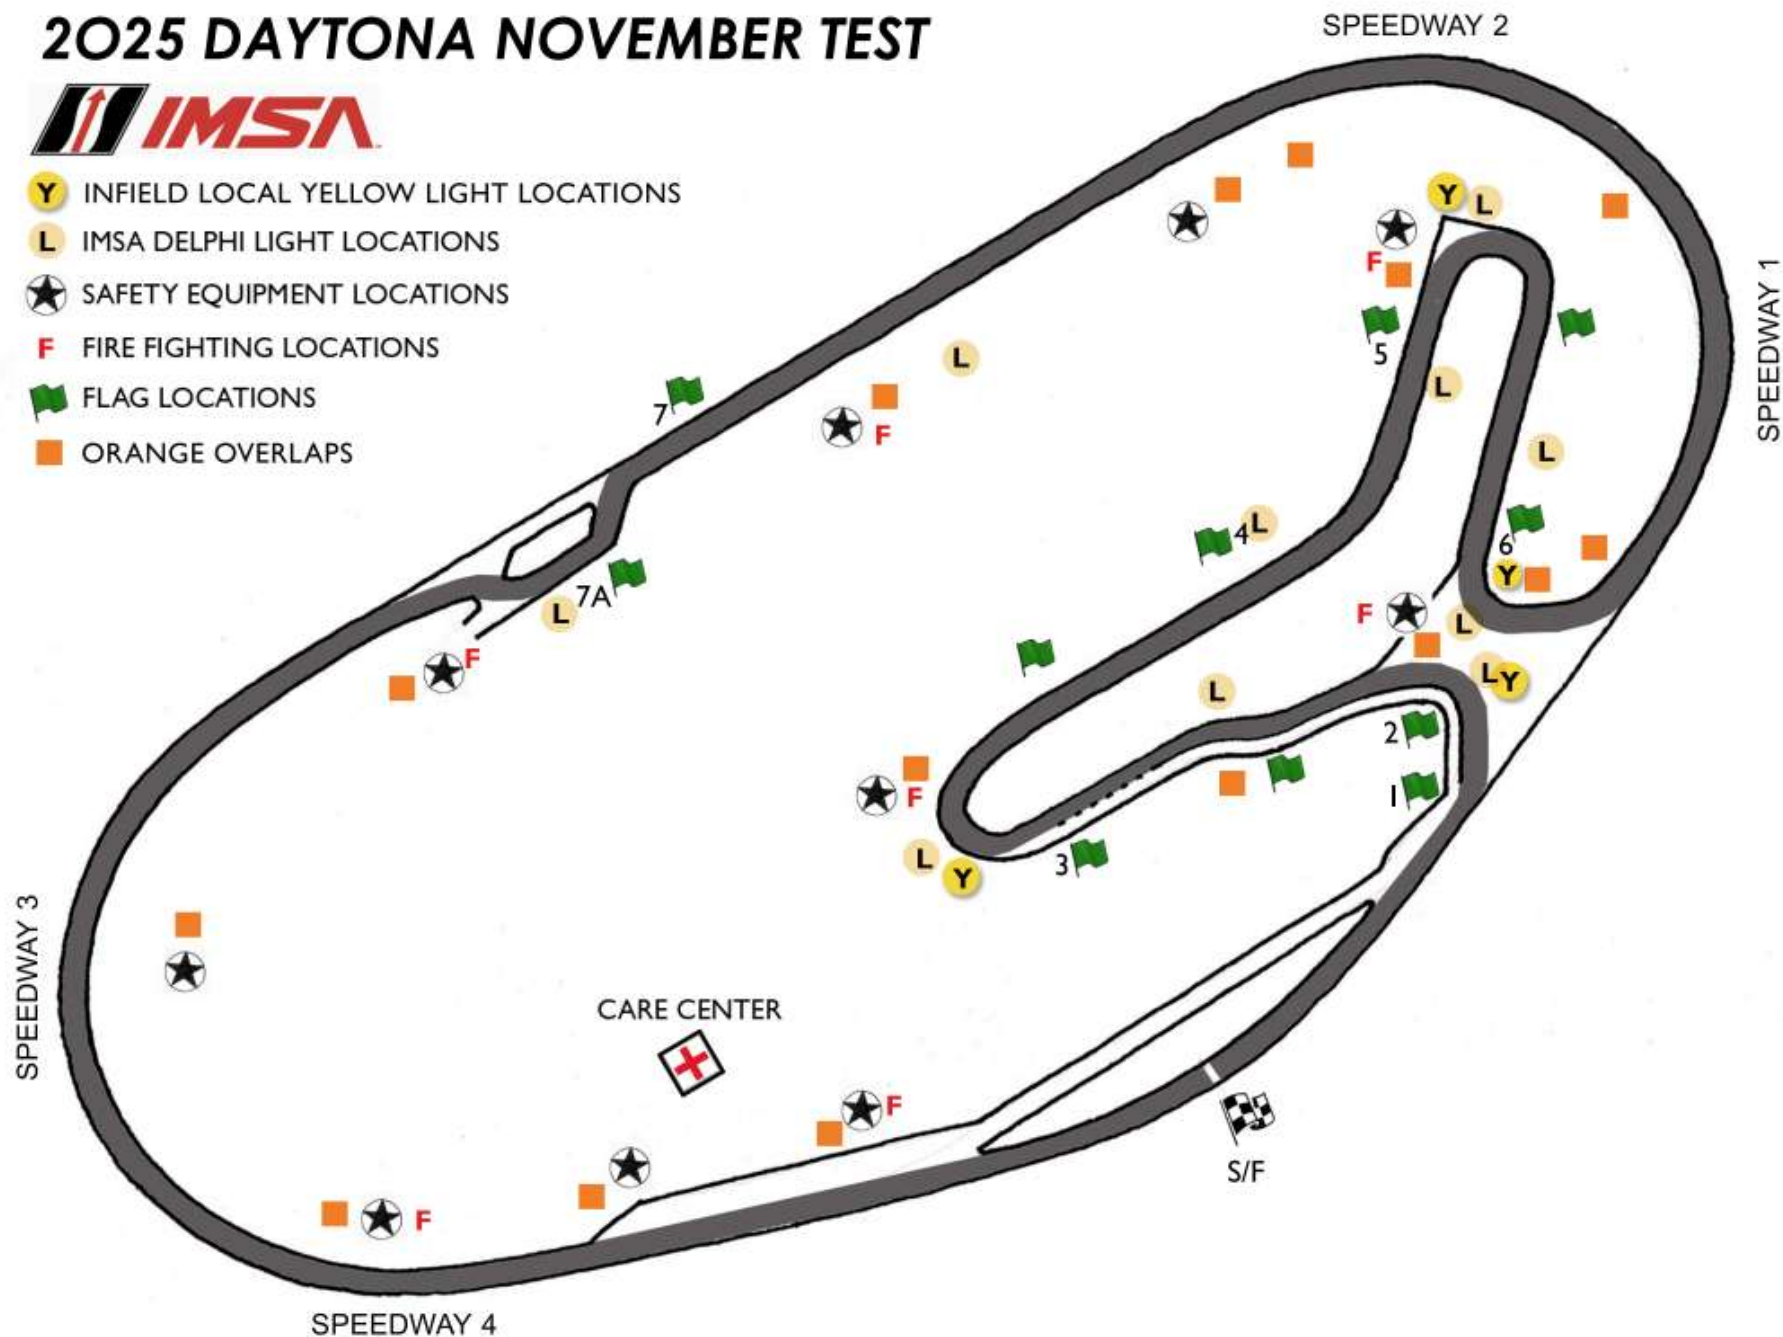 2025 DAYTONA NOVEMBER TEST
SPEEDWAY 2
IMSA
Y INFIELD LOCAL YELLOW LIGHT LOCATIONS
L IMSA DELPHI LIGHT LOCATIONS
SAFETY EQUIPMENT LOCATIONS
F FIRE FIGHTING LOCATIONS
FLAG LOCATIONS
ORANGE OVERLAPS
Y L
F
SPEEDWAY 1
5
L
L
7
F
L
4 L
6
Y
7A
L
F
L
F
L Y
L
2
F
1
L
3
Y
SPEEDWAY 3
CARE CENTER
F
S/F
F
SPEEDWAY 4